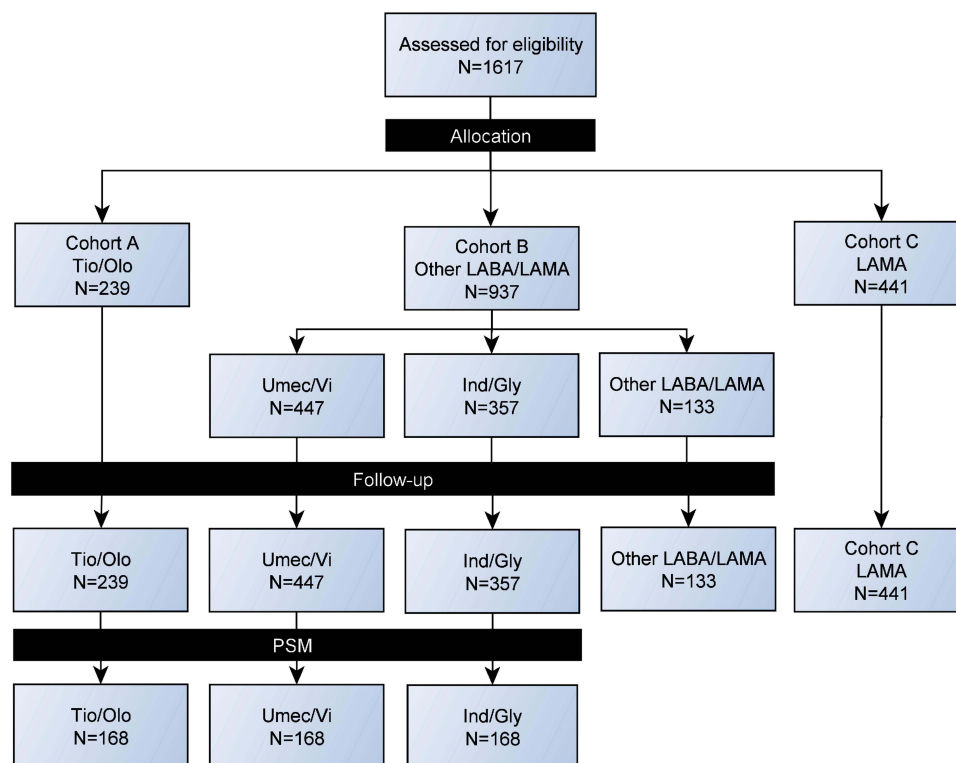 Assessed for eligibility
N=1617
Allocation
Cohort A
Tio/Olo
N=239
Cohort B
Other LABA/LAMA
N=937
Cohort C
LAMA
N=441
Umec/Vi
N=447
Ind/Gly
N=357
Other LABA/LAMA
N=133
Follow-up
Tio/Olo
N=239
Umec/Vi
N=447
Ind/Gly
N=357
Other LABA/LAMA
N=133
Cohort C
LAMA
N=441
PSM
Tio/Olo
N=168
Umec/Vi
N=168
Ind/Gly
N=168